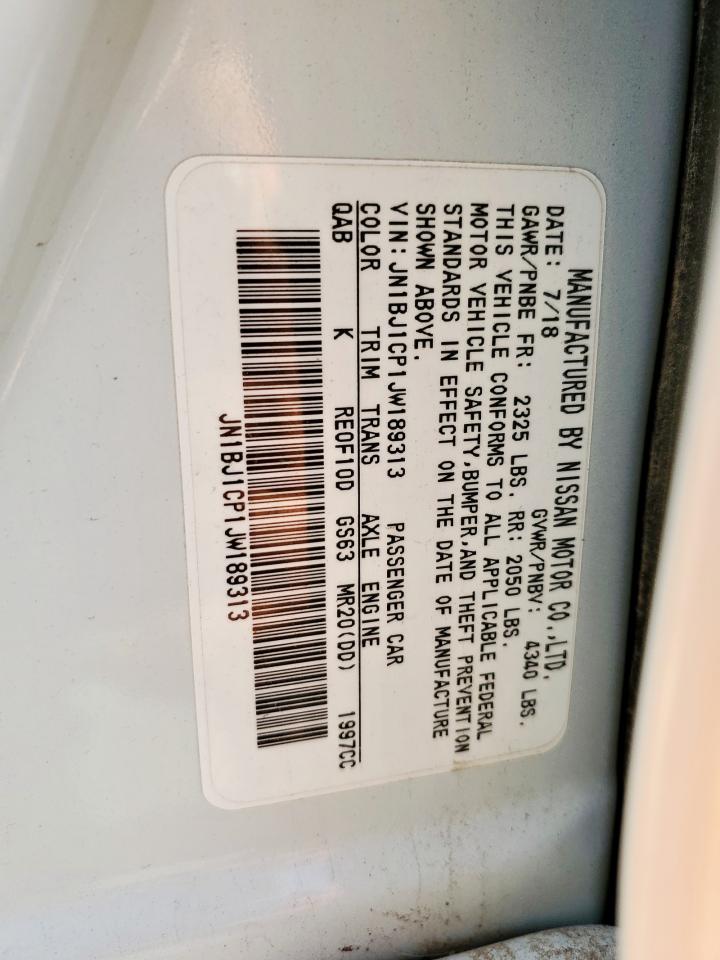 MANUFACTURED BY NISSAN MOTOR CO.,LTD.
DATE: 7/18 GVWR/PNBV: 4340 LBS.
GAWR/PNBE FR: 2325 LBS. RR: 2050 LBS.
THIS VEHICLE CONFORMS TO ALL APPLICABLE FEDERAL
MOTOR VEHICLE SAFETY,BUMPER,AND THEFT PREVENTION
STANDARDS IN EFFECT ON THE DATE OF MANUFACTURE
SHOWN ABOVE.
VIN:JN1BJ1CP1JW189313 PASSENGER CAR
COLOR TRIM TRANS AXLE ENGINE
QAB K RE0F10D GS63 MR20(DD) 1997CC
JN1BJ1CP1JW189313